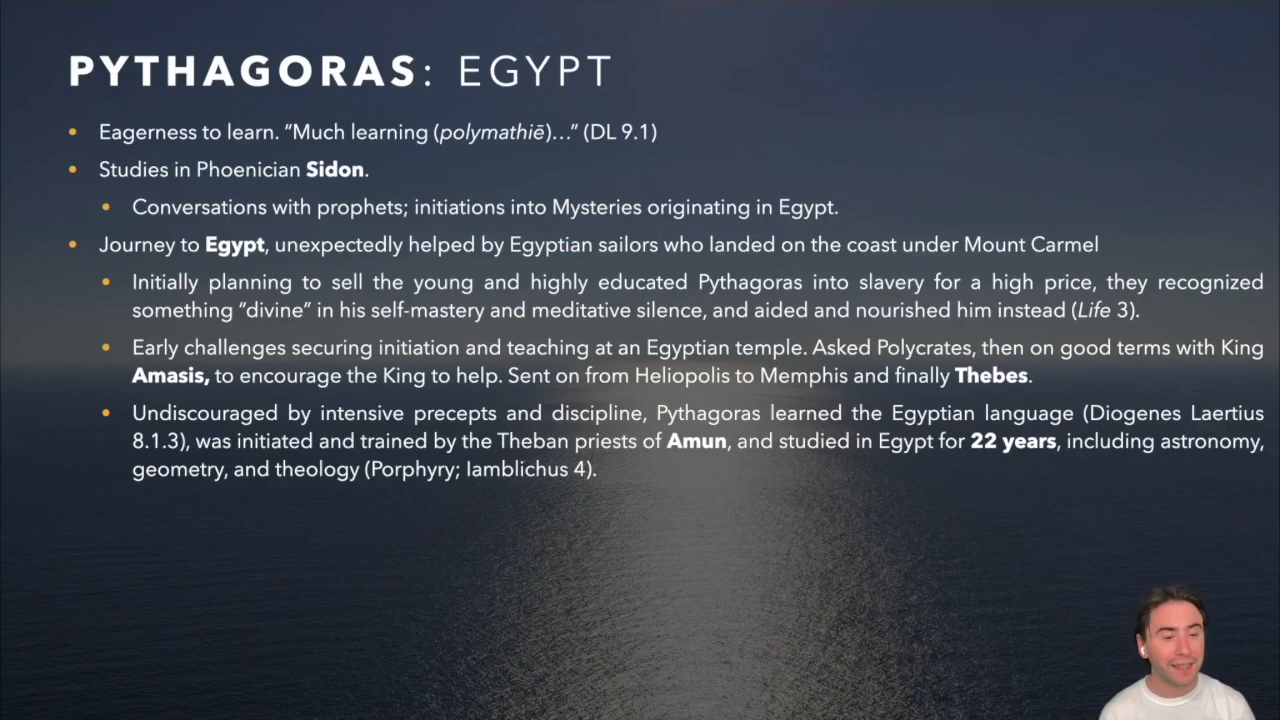 PYTHAGORAS: EGYPT
• Eagerness to learn. “Much learning (polymathiē)…” (DL 9.1)
• Studies in Phoenician Sidon.
• Conversations with prophets; initiations into Mysteries originating in Egypt.
• Journey to Egypt, unexpectedly helped by Egyptian sailors who landed on the coast under Mount Carmel
• Initially planning to sell the young and highly educated Pythagoras into slavery for a high price, they recognized
something “divine” in his self-mastery and meditative silence, and aided and nourished him instead (Life 3).
• Early challenges securing initiation and teaching at an Egyptian temple. Asked Polycrates, then on good terms with King
Amasis, to encourage the King to help. Sent on from Heliopolis to Memphis and finally Thebes.
• Undiscouraged by intensive precepts and discipline, Pythagoras learned the Egyptian language (Diogenes Laertius
8.1.3), was initiated and trained by the Theban priests of Amun, and studied in Egypt for 22 years, including astronomy,
geometry, and theology (Porphyry; Iamblichus 4).